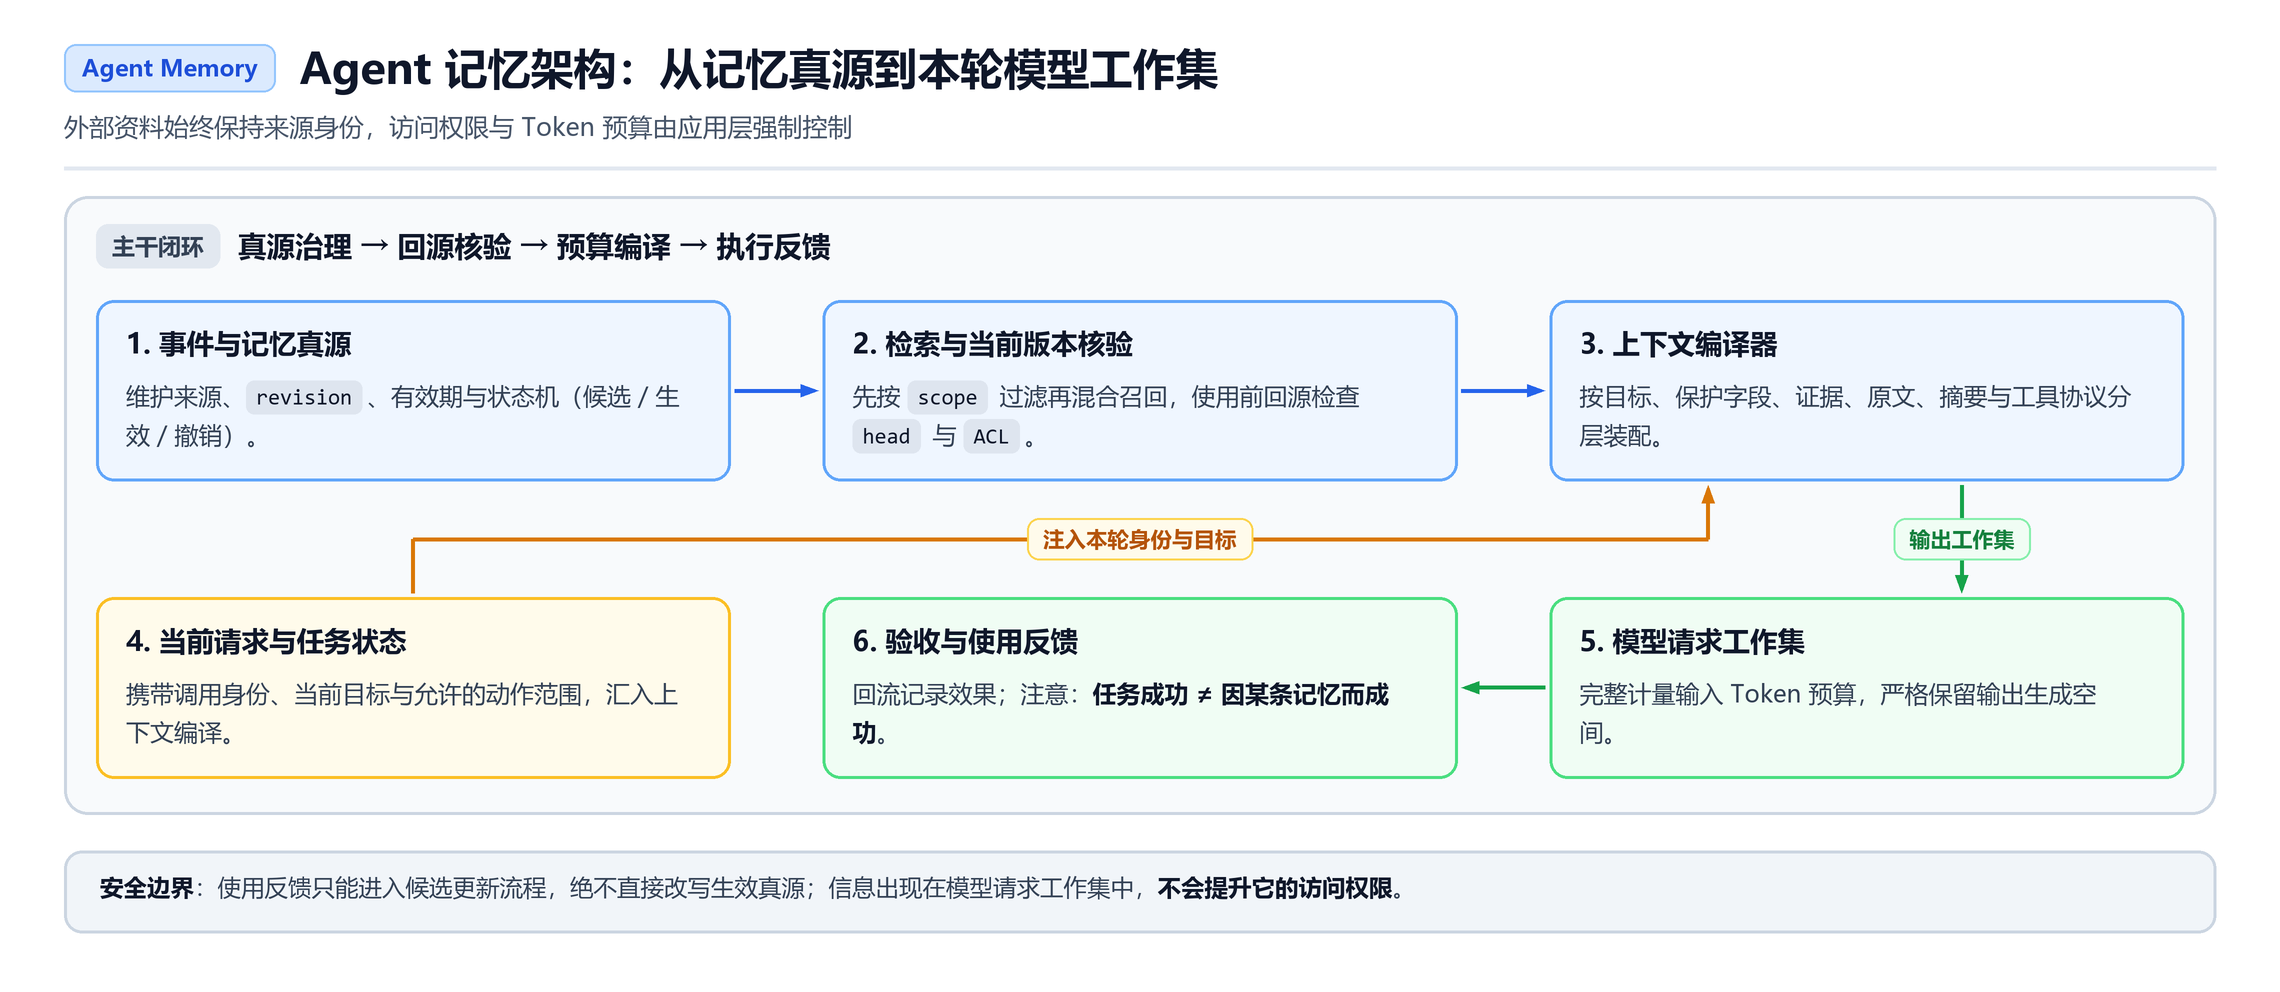 Agent Memory
Agent 记忆架构：从记忆真源到本轮模型工作集
外部资料始终保持来源身份，访问权限与 Token 预算由应用层强制控制
主干闭环
真源治理 → 回源核验 → 预算编译 → 执行反馈
1. 事件与记忆真源
维护来源、 revision 、有效期与状态机（候选 / 生
效 / 撤销）。
2. 检索与当前版本核验
先按 scope 过滤再混合召回，使用前回源检查
head 与 ACL 。
3. 上下文编译器
按目标、保护字段、证据、原文、摘要与工具协议分
层装配。
注入本轮身份与目标
输出工作集
4. 当前请求与任务状态
携带调用身份、当前目标与允许的动作范围，汇入上
下文编译。
6. 验收与使用反馈
回流记录效果；注意：任务成功 ≠ 因某条记忆而成
功。
5. 模型请求工作集
完整计量输入 Token 预算，严格保留输出生成空
间。
安全边界：使用反馈只能进入候选更新流程，绝不直接改写生效真源；信息出现在模型请求工作集中，不会提升它的访问权限。